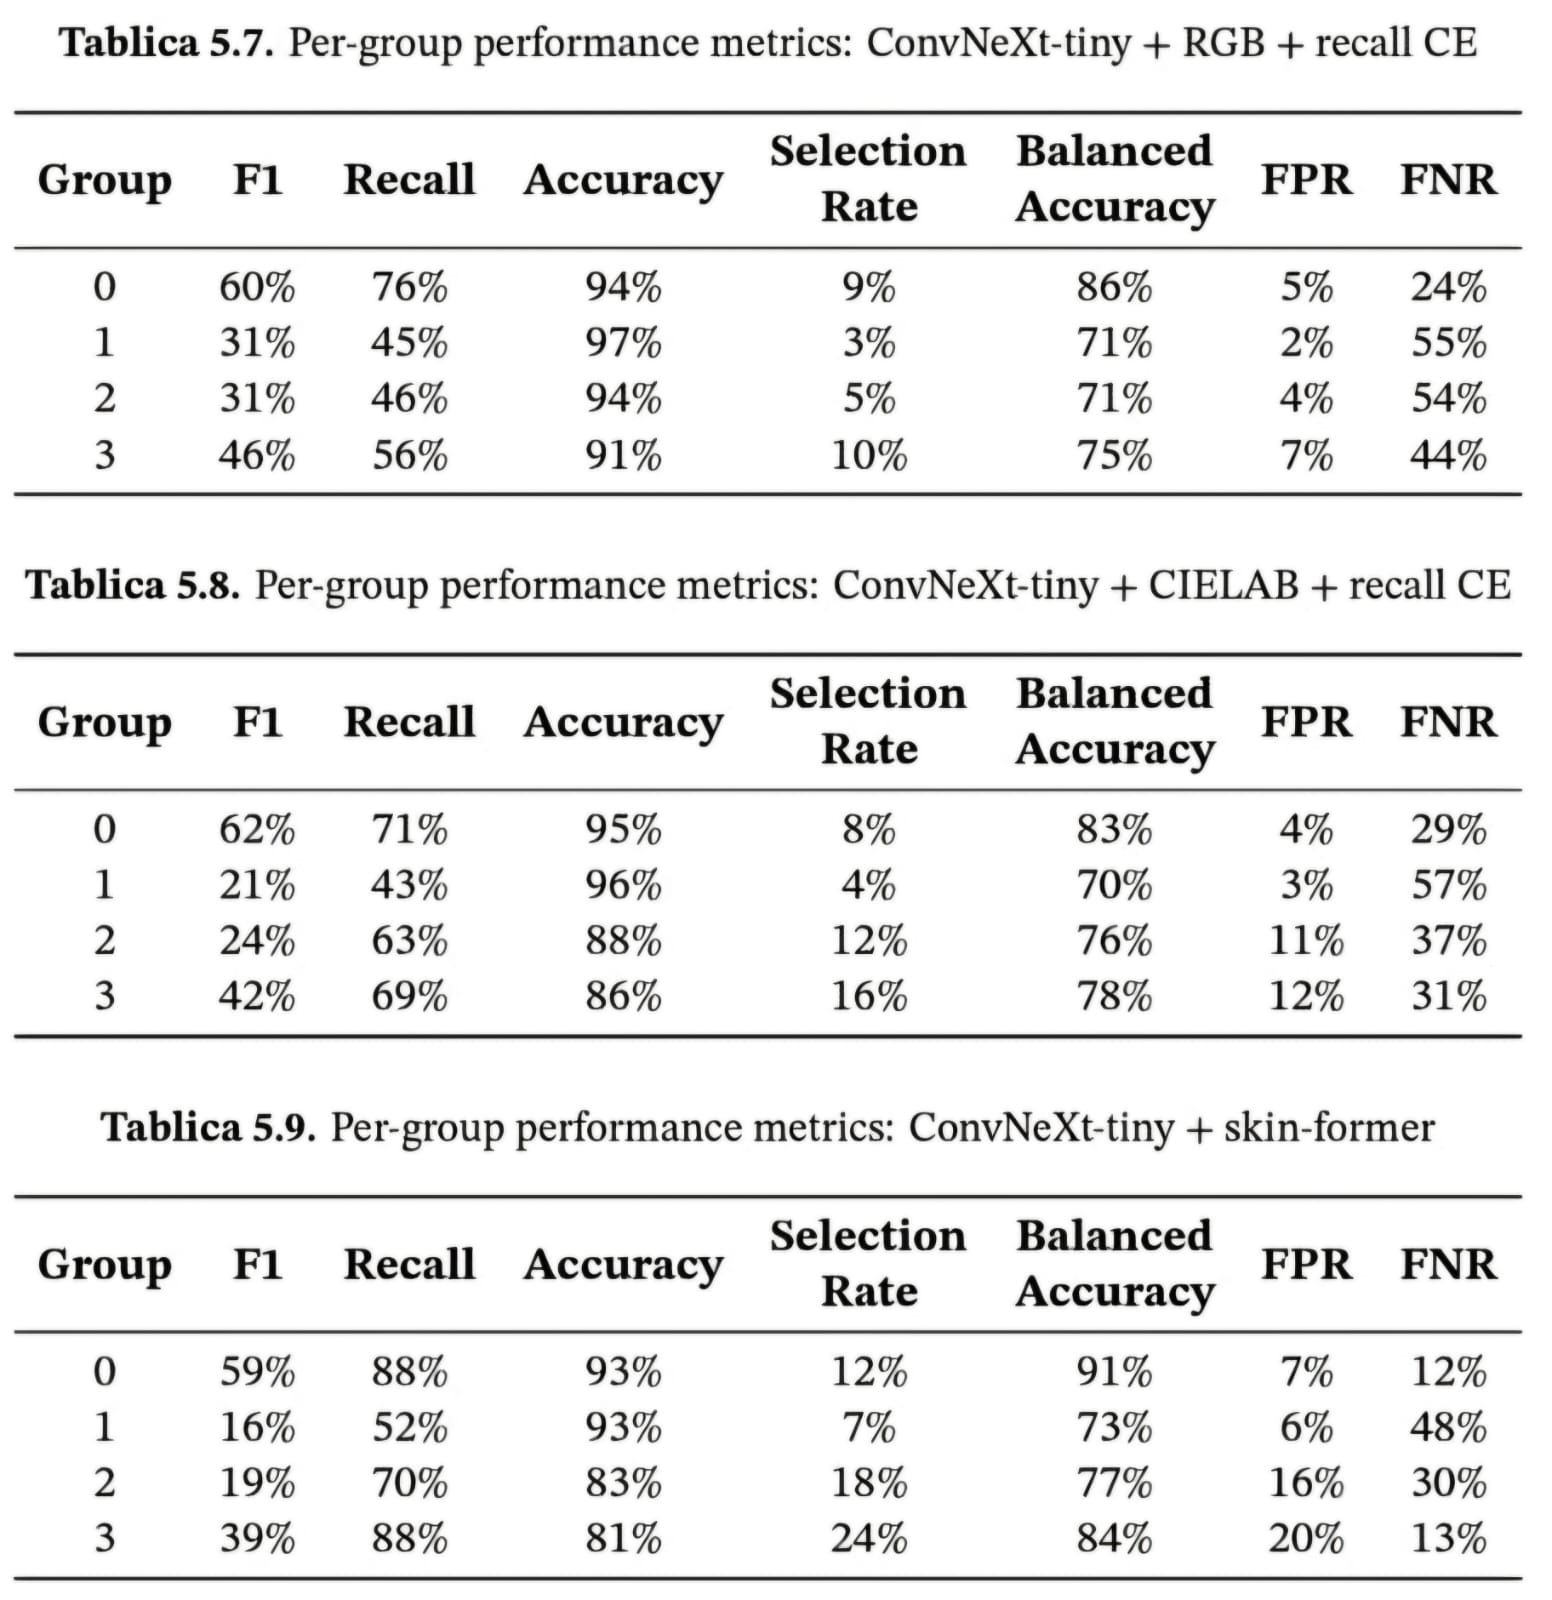 Tablica 5.7. Per-group performance metrics: ConvNeXt-tiny + RGB + recall CE
Group F1 Recall Accuracy Selection Rate Balanced Accuracy FPR FNR
0 60% 76% 94% 9% 86% 5% 24%
1 31% 45% 97% 3% 71% 2% 55%
2 31% 46% 94% 5% 71% 4% 54%
3 46% 56% 91% 10% 75% 7% 44%
Tablica 5.8. Per-group performance metrics: ConvNeXt-tiny + CIELAB + recall CE
Group F1 Recall Accuracy Selection Rate Balanced Accuracy FPR FNR
0 62% 71% 95% 8% 83% 4% 29%
1 21% 43% 96% 4% 70% 3% 57%
2 24% 63% 88% 12% 76% 11% 37%
3 42% 69% 86% 16% 78% 12% 31%
Tablica 5.9. Per-group performance metrics: ConvNeXt-tiny + skin-former
Group F1 Recall Accuracy Selection Rate Balanced Accuracy FPR FNR
0 59% 88% 93% 12% 91% 7% 12%
1 16% 52% 93% 7% 73% 6% 48%
2 19% 70% 83% 18% 77% 16% 30%
3 39% 88% 81% 24% 84% 20% 13%